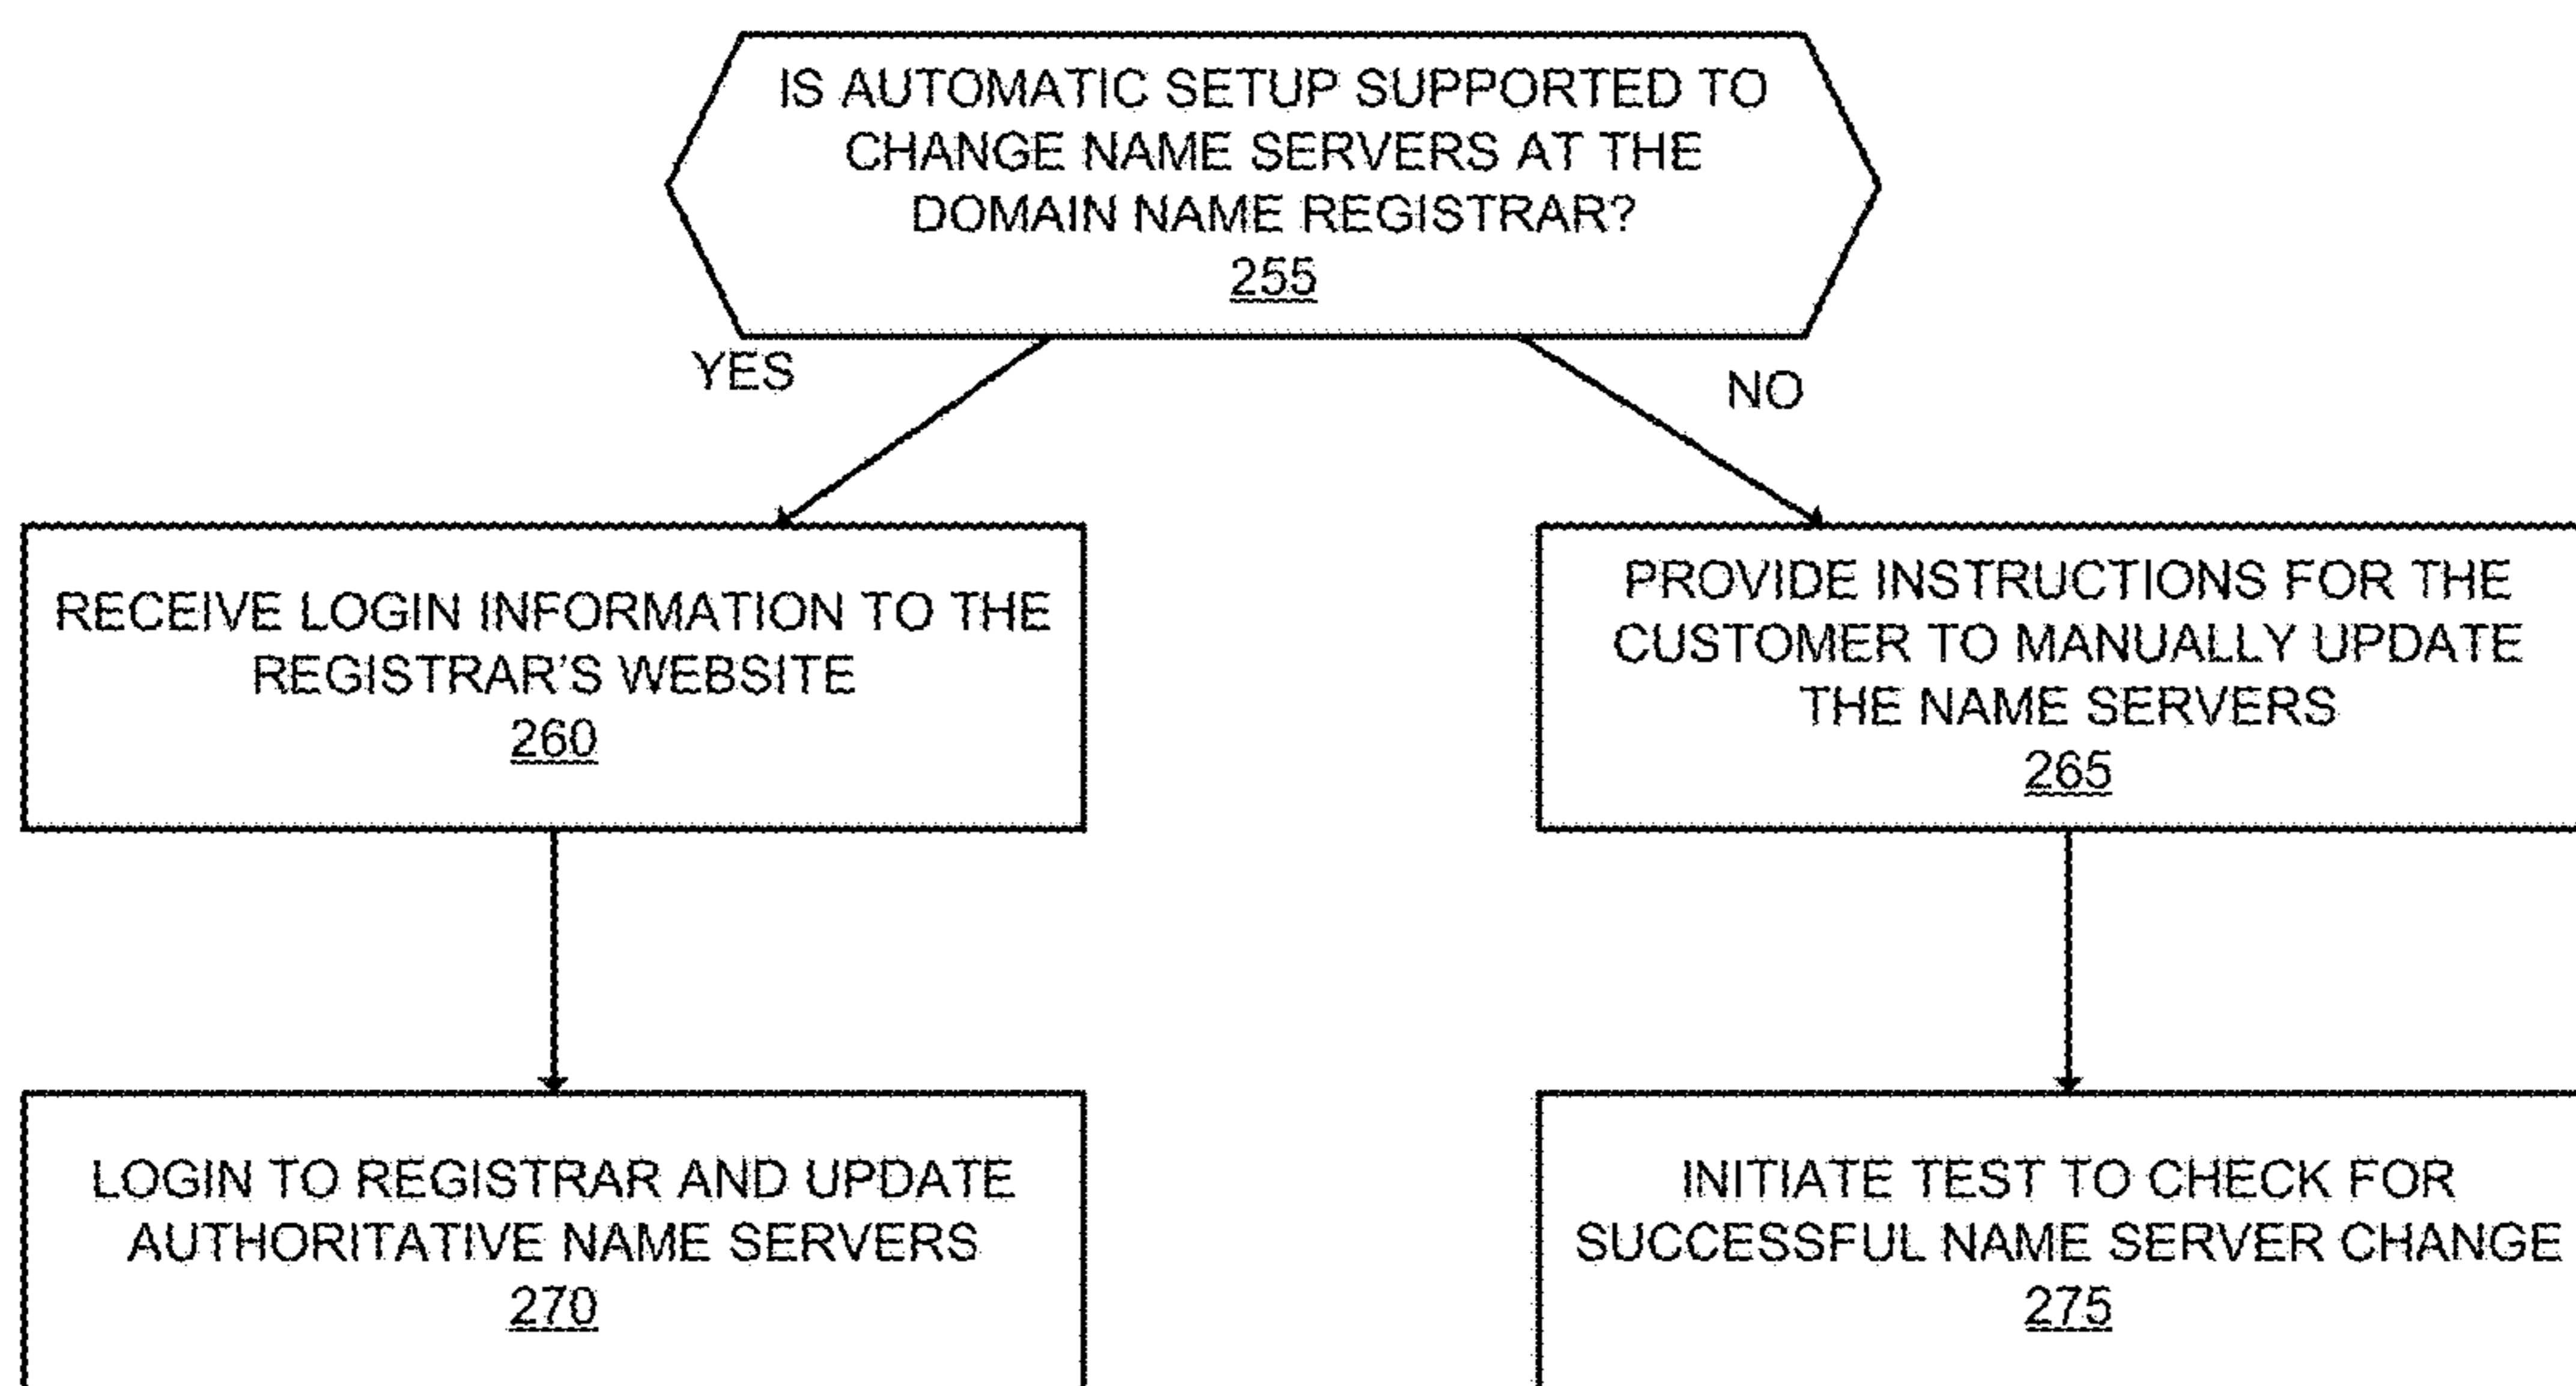 IS AUTOMATIC SETUP SUPPORTED TO
CHANGE NAME SERVERS AT THE
DOMAIN NAME REGISTRAR?
255
YES
NO
RECEIVE LOGIN INFORMATION TO THE
REGISTRAR'S WEBSITE
260
PROVIDE INSTRUCTIONS FOR THE
CUSTOMER TO MANUALLY UPDATE
THE NAME SERVERS
265
LOGIN TO REGISTRAR AND UPDATE
AUTHORITATIVE NAME SERVERS
270
INITIATE TEST TO CHECK FOR
SUCCESSFUL NAME SERVER CHANGE
275